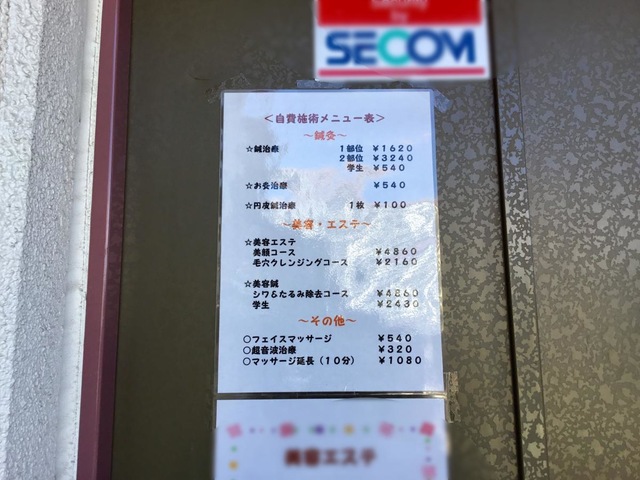 by
SECOM
＜自費施術メニュー表＞
～鍼灸～
☆鍼治療 1部位 ￥1620
2部位 ￥3240
学生 ￥540
☆お灸治療 ￥540
☆円皮鍼治療 1枚 ￥100
～美容・エステ～
☆美容エステ
美顔コース ￥4860
毛穴クレンジングコース ￥2160
☆美容鍼
シワ＆たるみ除去コース ￥4860
学生 ￥2430
～その他～
○フェイスマッサージ ￥540
○超音波治療 ￥320
○マッサージ延長（10分） ￥1080
美容エステ